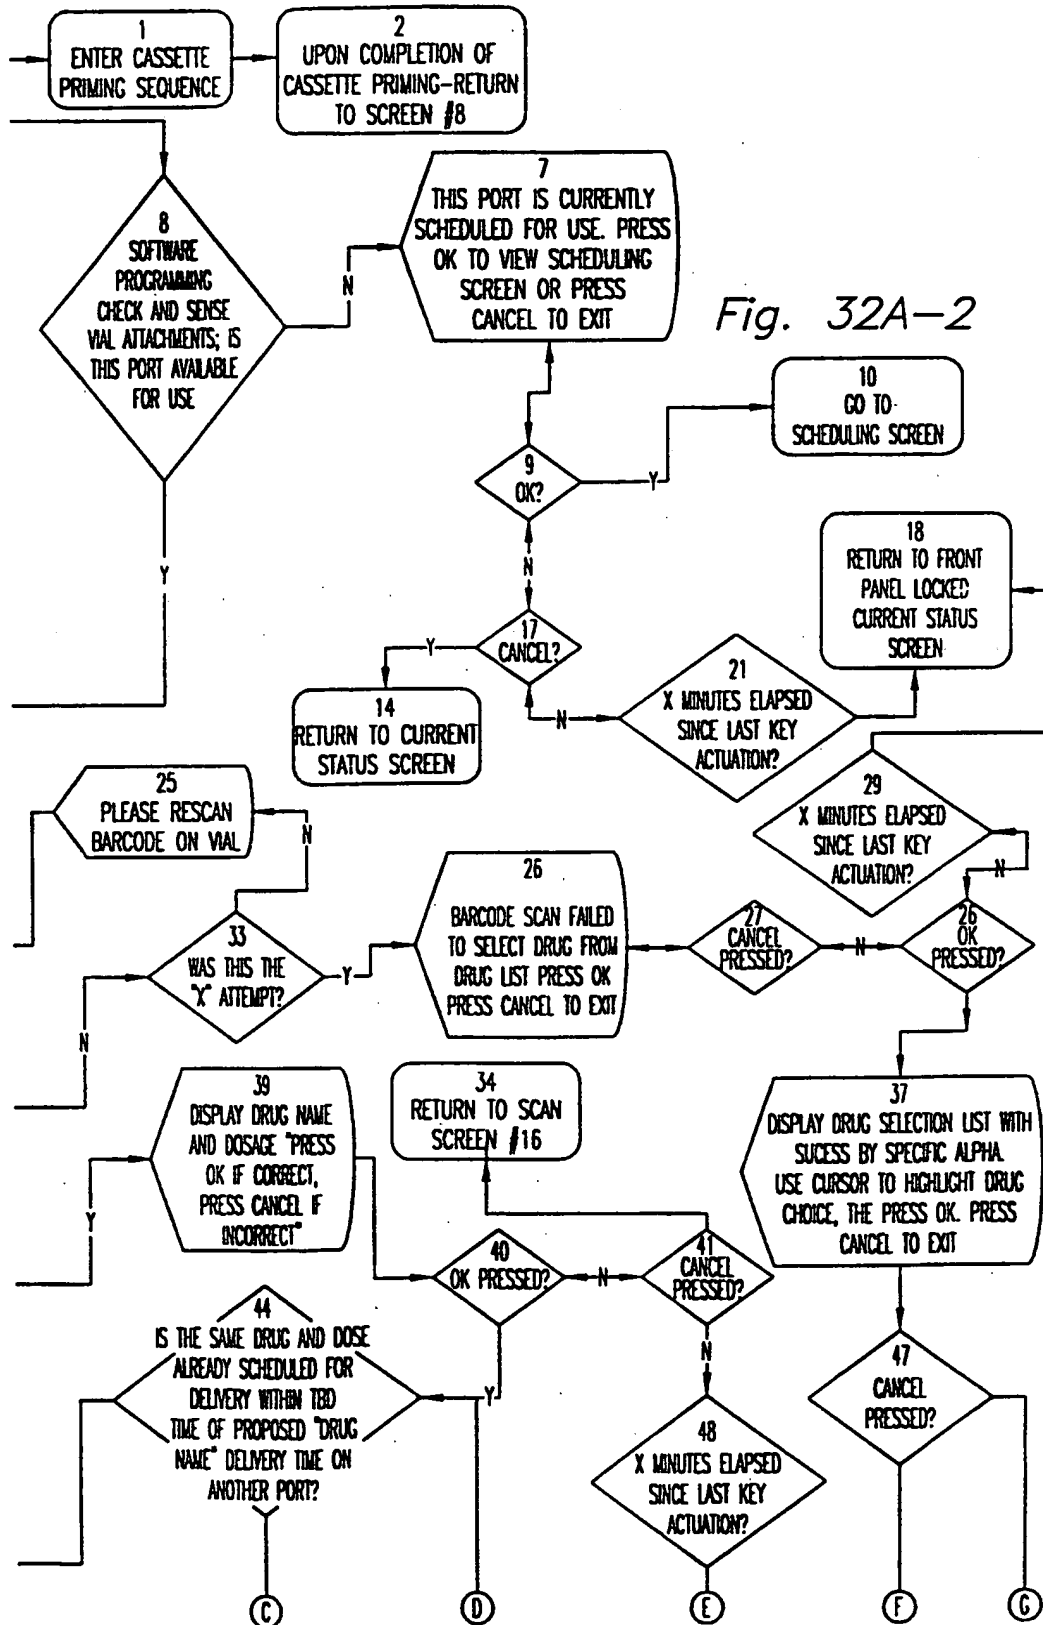 1
ENTER CASSETTE
PRIMING SEQUENCE
2
UPON COMPLETION OF
CASSETTE PRIMING-RETURN
TO SCREEN #8
8
SOFTWARE
PROGRAMMING
CHECK AND SENSE
VIAL ATTACHMENTS; IS
THIS PORT AVAILABLE
FOR USE
N
Y
7
THIS PORT IS CURRENTLY
SCHEDULED FOR USE. PRESS
OK TO VIEW SCHEDULING
SCREEN OR PRESS
CANCEL TO EXIT
Fig. 32A-2
10
GO TO
SCHEDULING SCREEN
9
OK?
Y
N
17
CANCEL?
Y
N
14
RETURN TO CURRENT
STATUS SCREEN
21
X MINUTES ELAPSED
SINCE LAST KEY
ACTUATION?
18
RETURN TO FRONT
PANEL LOCKED
CURRENT STATUS
SCREEN
25
PLEASE RESCAN
BARCODE ON VIAL
N
33
WAS THIS THE
"X" ATTEMPT?
Y
N
26
BARCODE SCAN FAILED
TO SELECT DRUG FROM
DRUG LIST PRESS OK
PRESS CANCEL TO EXIT
27
CANCEL
PRESSED?
N
26
OK
PRESSED?
N
29
X MINUTES ELAPSED
SINCE LAST KEY
ACTUATION?
39
DISPLAY DRUG NAME
AND DOSAGE "PRESS
OK IF CORRECT,
PRESS CANCEL IF
INCORRECT"
Y
34
RETURN TO SCAN
SCREEN #16
40
OK PRESSED?
N
Y
41
CANCEL
PRESSED?
N
37
DISPLAY DRUG SELECTION LIST WITH
SUCESS BY SPECIFIC ALPHA.
USE CURSOR TO HIGHLIGHT DRUG
CHOICE, THE PRESS OK. PRESS
CANCEL TO EXIT
44
IS THE SAME DRUG AND DOSE
ALREADY SCHEDULED FOR
DELIVERY WITHIN TBD
TIME OF PROPOSED "DRUG
NAME" DELIVERY TIME ON
ANOTHER PORT?
48
X MINUTES ELAPSED
SINCE LAST KEY
ACTUATION?
47
CANCEL
PRESSED?
C
D
E
F
G